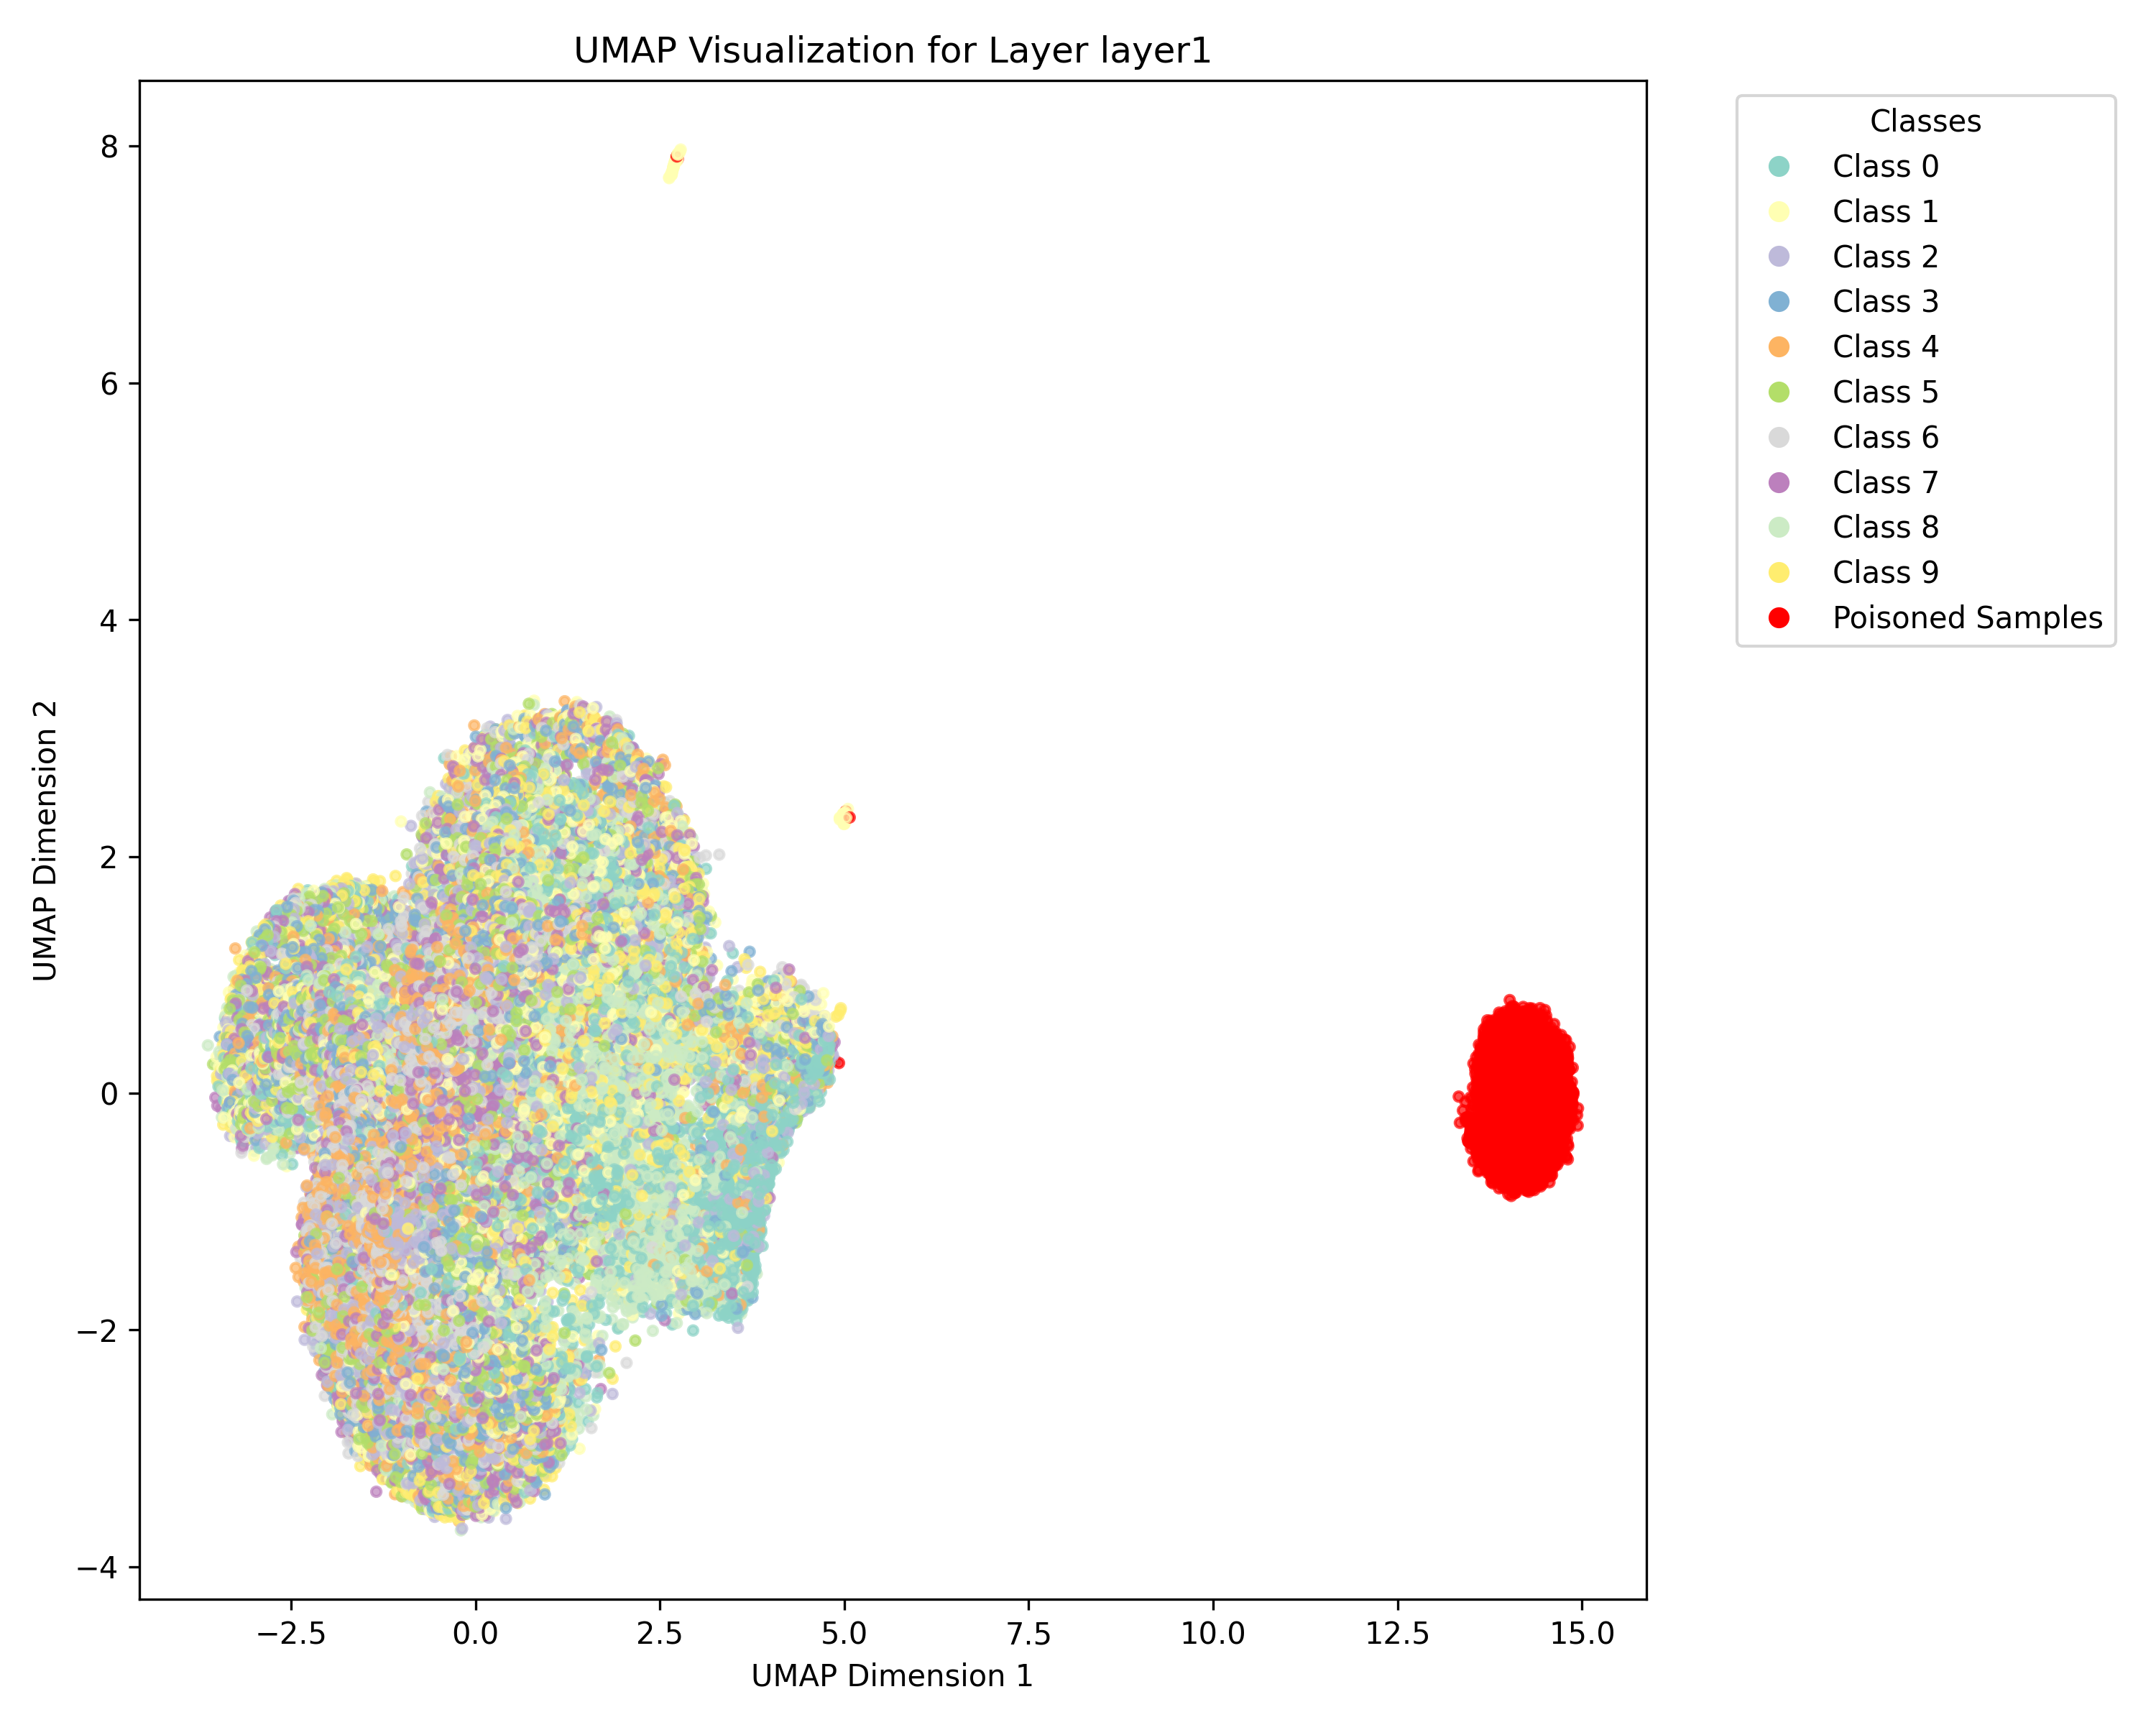 UMAP Visualization for Layer layer1
Classes
Class 0
Class 1
Class 2
Class 3
Class 4
Class 5
Class 6
Class 7
Class 8
Class 9
Poisoned Samples
UMAP Dimension 2
8
6
4
2
0
−2
−4
−2.5
0.0
2.5
5.0
7.5
10.0
12.5
15.0
UMAP Dimension 1